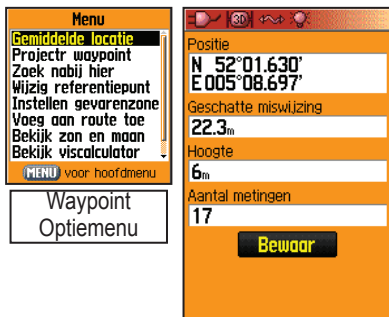 Menu
Gemiddelde locatie
Projectr waypoint
Zoek nabij hier
Wijzig referentiepunt
Instellen gevarenzone
Voeg aan route toe
Bekijk zon en maan
Bekijk viscalculator
MENU voor hoofdmenu
Waypoint
Optiemenu
3D
Positie
N 52°01.630'
E 005°08.697'
Geschatte miswijzing
22.3m
Hoogte
6m
Aantal metingen
17
Bewaar